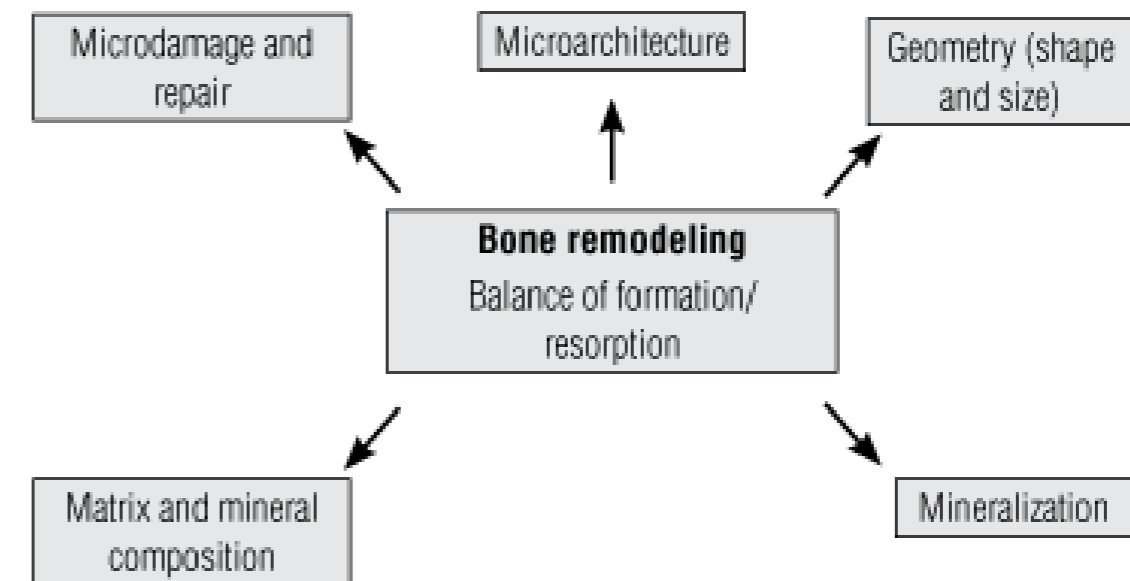 Microdamage and
repair
Microarchitecture
Geometry (shape
and size)
Bone remodeling
Balance of formation/
resorption
Matrix and mineral
composition
Mineralization